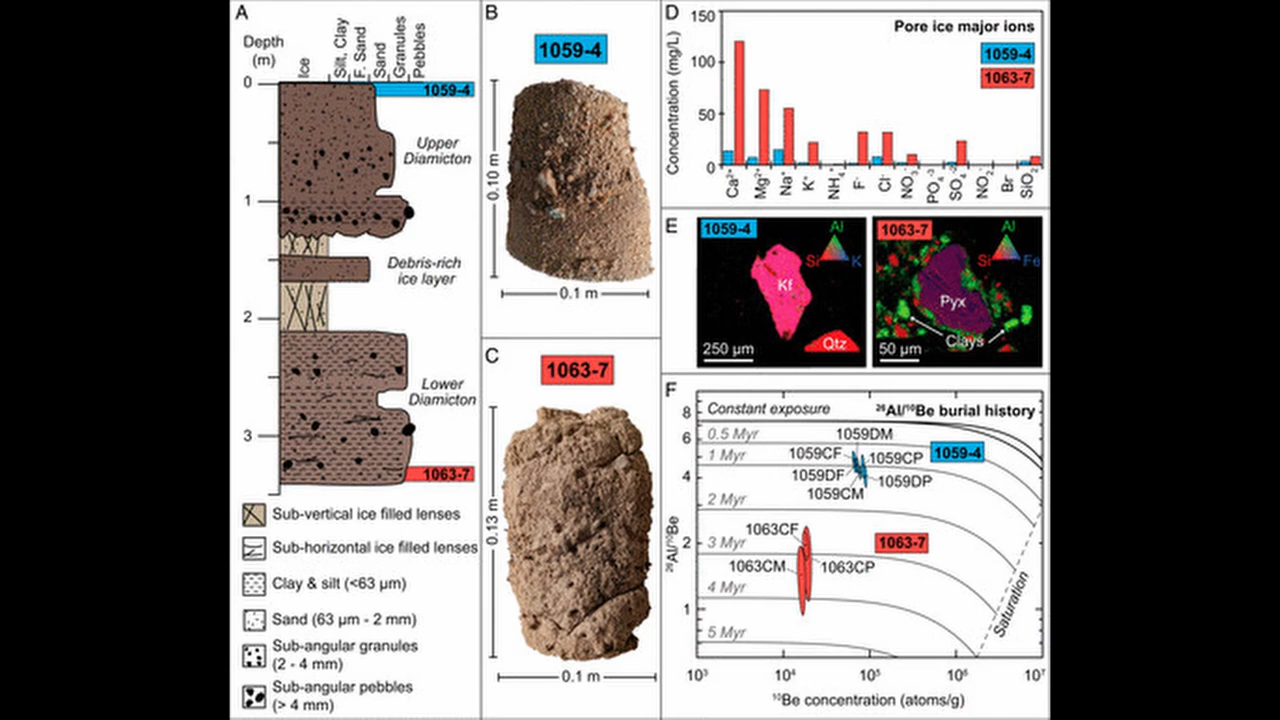 A
Depth
(m)
Ice
Silt, Clay
F. Sand
Sand
Granules
Pebbles
0
1059-4
Upper
Diamicton
1
Debris-rich
ice layer
2
Lower
Diamicton
3
1063-7
Sub-vertical ice filled lenses
Sub-horizontal ice filled lenses
Clay & silt (<63 µm)
Sand (63 µm - 2 mm)
Sub-angular granules
(2 - 4 mm)
Sub-angular pebbles
(> 4 mm)
B
1059-4
0.10 m
0.1 m
C
1063-7
0.13 m
0.1 m
D
Concentration (mg/L)
150
100
50
0
Pore ice major ions
1059-4
1063-7
Ca²⁺
Mg²⁺
Na⁺
K⁺
NH₄⁺
F⁻
Cl⁻
NO₃⁻
PO₄⁻³
SO₄⁻²
NO₂⁻
Br⁻
SiO₂
E
1059-4
Al
Si
K
Kf
Qtz
250 µm
1063-7
Al
Si
Fe
Pyx
Clays
50 µm
F
²⁶Al/¹⁰Be
8
6
4
2
1
Constant exposure
²⁶Al/¹⁰Be burial history
0.5 Myr
1059DM
1 Myr
1059CF
1059CP
1059-4
1059DF
1059DP
1059CM
2 Myr
1063CF
3 Myr
1063-7
1063CM
1063CP
4 Myr
Saturation
5 Myr
10³
10⁴
10⁵
10⁶
10⁷
¹⁰Be concentration (atoms/g)